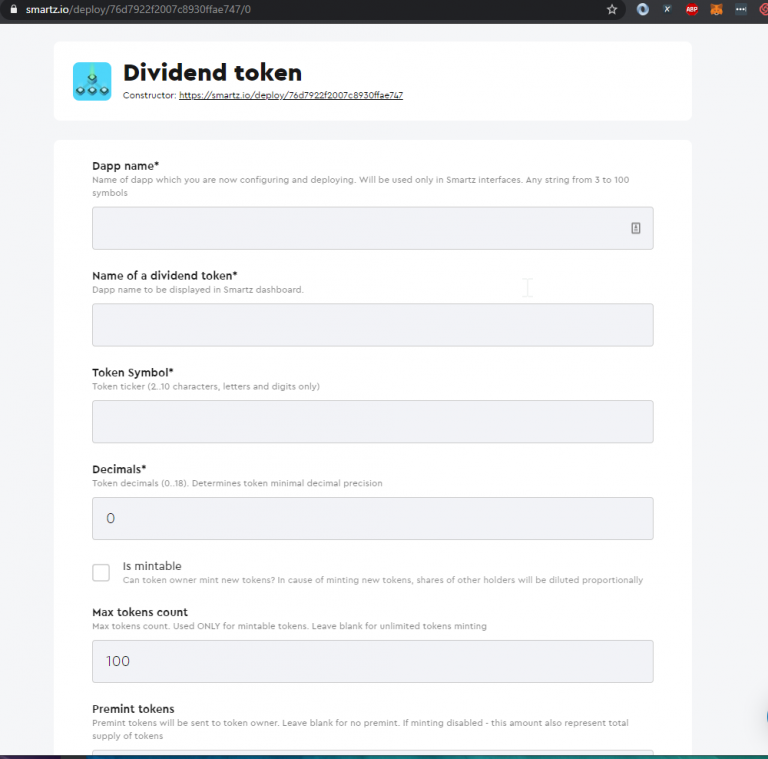 smartz.io/deploy/76d7922f2007c8930ffae747/0
ABP
Dividend token
Constructor: https://smartz.io/deploy/76d7922f2007c8930ffae747
Dapp name*
Name of dapp which you are now configuring and deploying. Will be used only in Smartz interfaces. Any string from 3 to 100
symbols
Name of a dividend token*
Dapp name to be displayed in Smartz dashboard.
Token Symbol*
Token ticker (2..10 characters, letters and digits only)
Decimals*
Token decimals (0..18). Determines token minimal decimal precision
0
Is mintable
Can token owner mint new tokens? In cause of minting new tokens, shares of other holders will be diluted proportionally
Max tokens count
Max tokens count. Used ONLY for mintable tokens. Leave blank for unlimited tokens minting
100
Premint tokens
Premint tokens will be sent to token owner. Leave blank for no premint. If minting disabled - this amount also represent total
supply of tokens